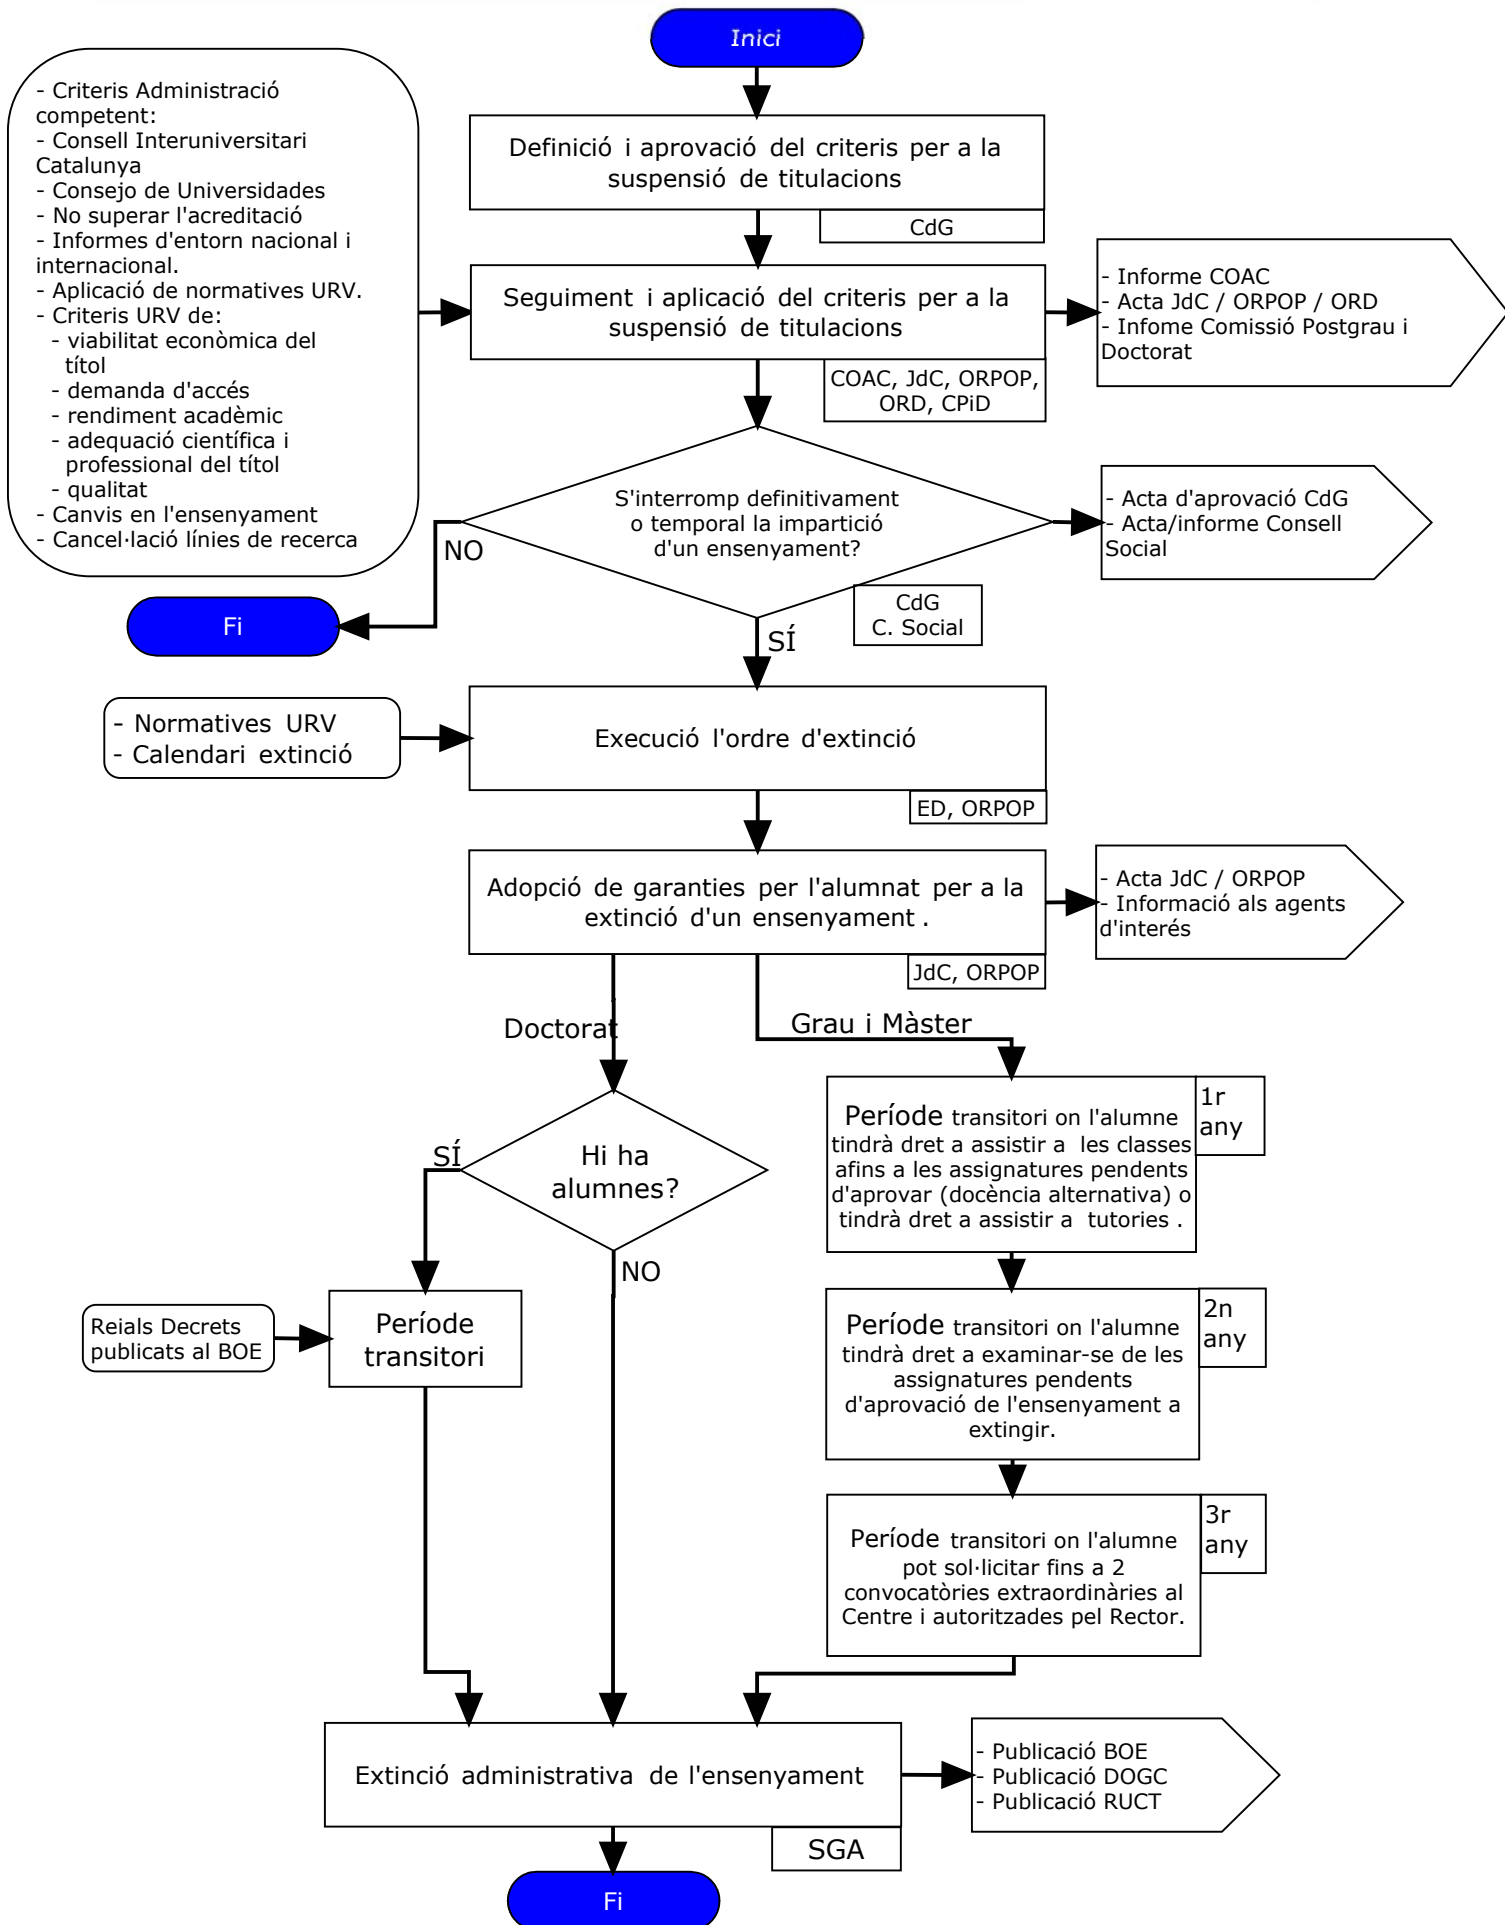 Inici
- Criteris Administració
competent:
- Consell Interuniversitari
Catalunya
- Consejo de Universidades
- No superar l'acreditació
- Informes d'entorn nacional i
internacional.
- Aplicació de normatives URV.
- Criteris URV de:
- viabilitat econòmica del
títol
- demanda d'accés
- rendiment acadèmic
- adequació científica i
professional del títol
- qualitat
- Canvis en l'ensenyament
- Cancel·lació línies de recerca
Definició i aprovació del criteris per a la
suspensió de titulacions
CdG
Seguiment i aplicació del criteris per a la
suspensió de titulacions
COAC, JdC, ORPOP,
ORD, CPiD
- Informe COAC
- Acta JdC / ORPOP / ORD
- Infome Comissió Postgrau i
Doctorat
S'interromp definitivament
o temporal la impartició
d'un ensenyament?
CdG
C. Social
- Acta d'aprovació CdG
- Acta/informe Consell
Social
NO
Fi
SÍ
- Normatives URV
- Calendari extinció
Execució l'ordre d'extinció
ED, ORPOP
Adopció de garanties per l'alumnat per a la
extinció d'un ensenyament .
JdC, ORPOP
- Acta JdC / ORPOP
- Informació als agents
d'interés
Doctorat
Grau i Màster
Hi ha
alumnes?
SÍ
NO
Reials Decrets
publicats al BOE
Període
transitori
Període transitori on l'alumne
tindrà dret a assistir a les classes
afins a les assignatures pendents
d'aprovar (docència alternativa) o
tindrà dret a assistir a tutories .
1r
any
Període transitori on l'alumne
tindrà dret a examinar-se de les
assignatures pendents
d'aprovació de l'ensenyament a
extingir.
2n
any
Període transitori on l'alumne
pot sol·licitar fins a 2
convocatòries extraordinàries al
Centre i autoritzades pel Rector.
3r
any
Extinció administrativa de l'ensenyament
SGA
- Publicació BOE
- Publicació DOGC
- Publicació RUCT
Fi